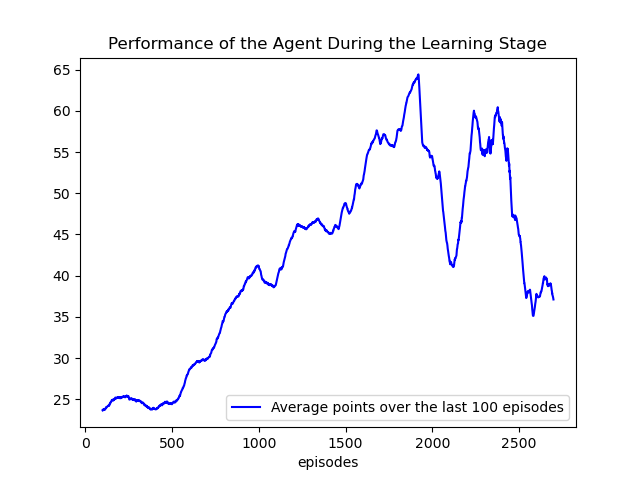 Performance of the Agent During the Learning Stage
65
60
55
50
45
40
35
30
25
Average points over the last 100 episodes
0 500 1000 1500 2000 2500
episodes